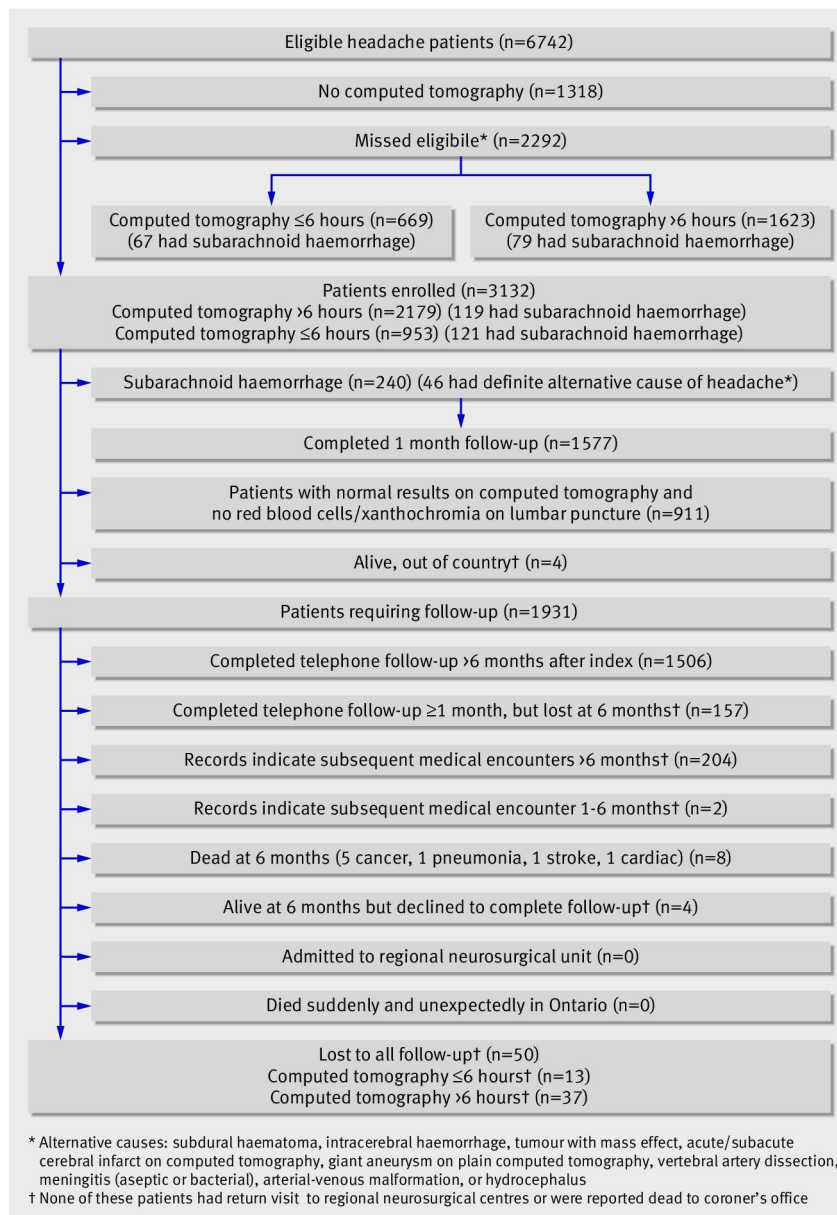 Eligible headache patients (n=6742)
No computed tomography (n=1318)
Missed eligibile* (n=2292)
Computed tomography ≤6 hours (n=669)
(67 had subarachnoid haemorrhage)
Computed tomography >6 hours (n=1623)
(79 had subarachnoid haemorrhage)
Patients enrolled (n=3132)
Computed tomography >6 hours (n=2179) (119 had subarachnoid haemorrhage)
Computed tomography ≤6 hours (n=953) (121 had subarachnoid haemorrhage)
Subarachnoid haemorrhage (n=240) (46 had definite alternative cause of headache*)
Completed 1 month follow-up (n=1577)
Patients with normal results on computed tomography and
no red blood cells/xanthochromia on lumbar puncture (n=911)
Alive, out of country† (n=4)
Patients requiring follow-up (n=1931)
Completed telephone follow-up >6 months after index (n=1506)
Completed telephone follow-up ≥1 month, but lost at 6 months† (n=157)
Records indicate subsequent medical encounters >6 months† (n=204)
Records indicate subsequent medical encounter 1-6 months† (n=2)
Dead at 6 months (5 cancer, 1 pneumonia, 1 stroke, 1 cardiac) (n=8)
Alive at 6 months but declined to complete follow-up† (n=4)
Admitted to regional neurosurgical unit (n=0)
Died suddenly and unexpectedly in Ontario (n=0)
Lost to all follow-up† (n=50)
Computed tomography ≤6 hours† (n=13)
Computed tomography >6 hours† (n=37)
* Alternative causes: subdural haematoma, intracerebral haemorrhage, tumour with mass effect, acute/subacute
cerebral infarct on computed tomography, giant aneurysm on plain computed tomography, vertebral artery dissection,
meningitis (aseptic or bacterial), arterial-venous malformation, or hydrocephalus
† None of these patients had return visit to regional neurosurgical centres or were reported dead to coroner's office